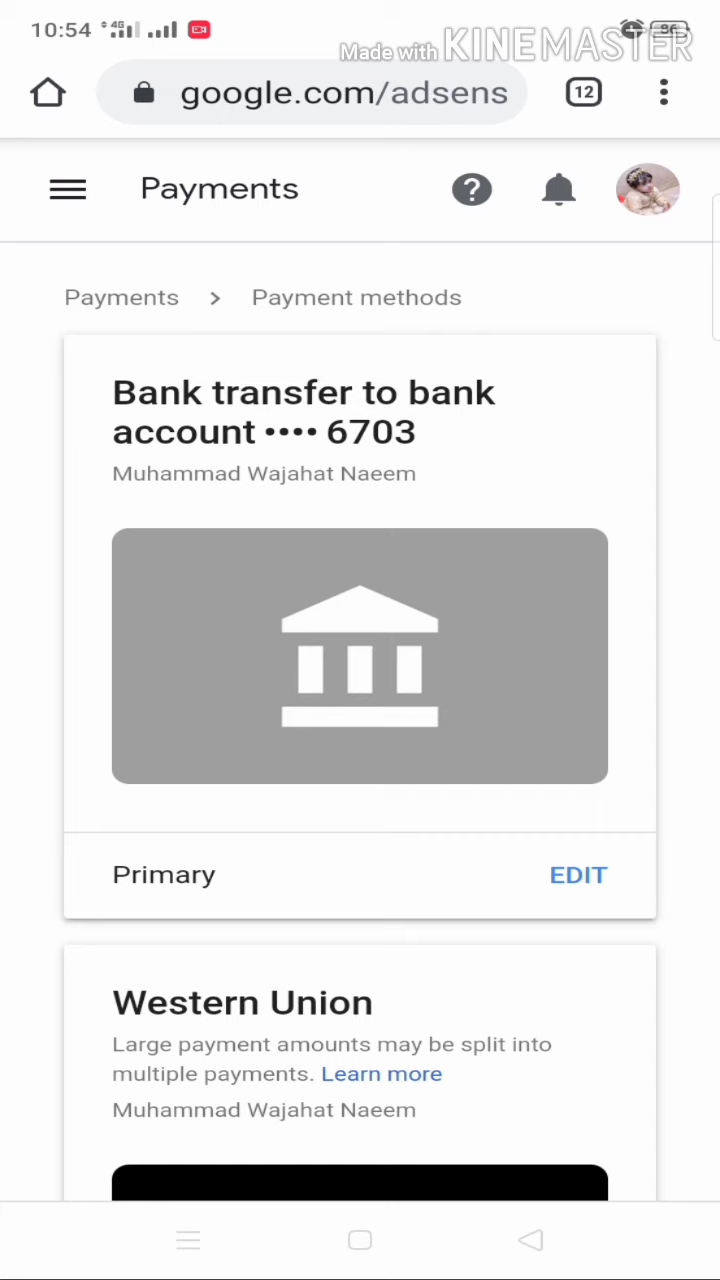 10:54 4G 96
Made with KINEMASTER
google.com/adsens 12
Payments
Payments > Payment methods
Bank transfer to bank
account •••• 6703
Muhammad Wajahat Naeem
Primary EDIT
Western Union
Large payment amounts may be split into
multiple payments. Learn more
Muhammad Wajahat Naeem